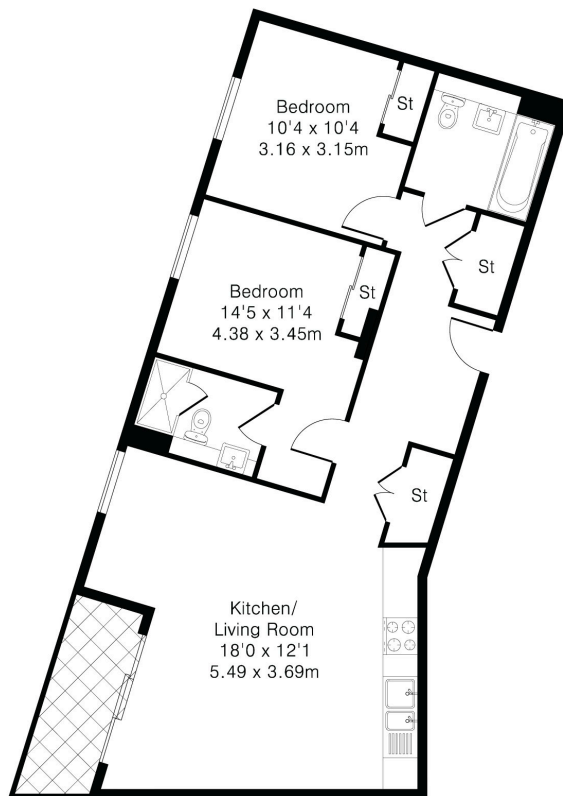 Bedroom
10'4 x 10'4
3.16 x 3.15m
St
St
Bedroom
14'5 x 11'4
4.38 x 3.45m
St
St
Kitchen/
Living Room
18'0 x 12'1
5.49 x 3.69m